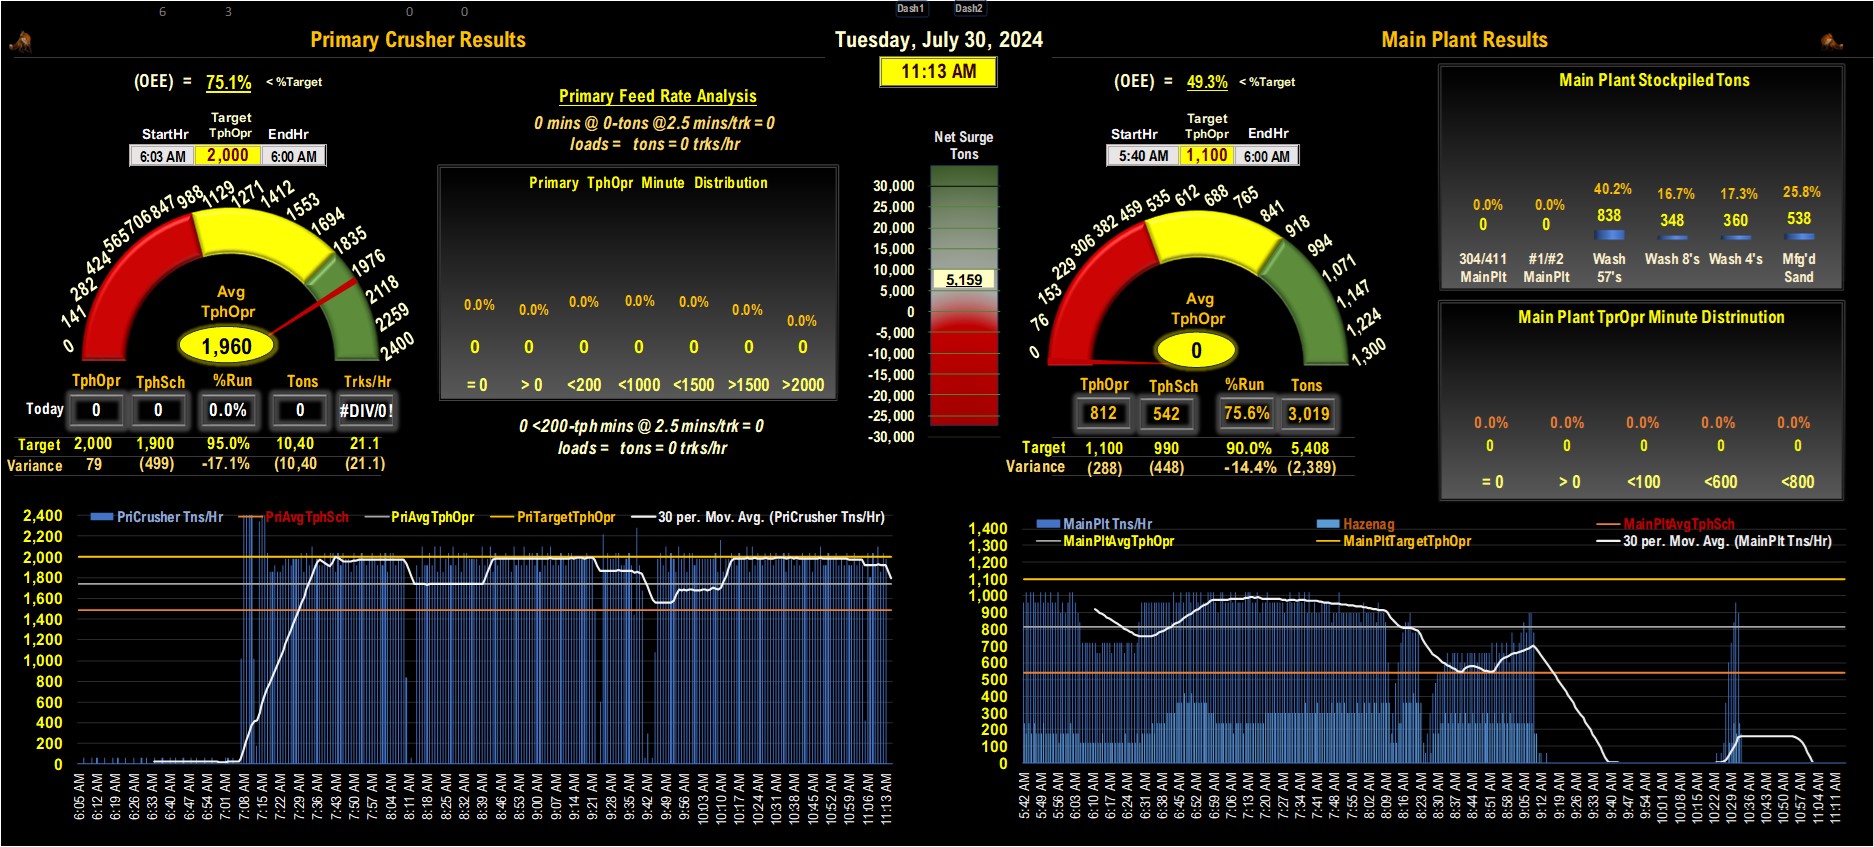 6 3 0 0 Dash1 Dash2
Primary Crusher Results
Tuesday, July 30, 2024
Main Plant Results
11:13 AM
(OEE) = 75.1% < %Target
Target
StartHr TphOpr EndHr
6:03 AM 2,000 6:00 AM
0 141 282 424 565 706 847 988 1129 1271 1412 1553 1694 1835 1976 2118 2259 2400
Avg
TphOpr
1,960
TphOpr TphSch %Run Tons Trks/Hr
Today 0 0 0.0% 0 #DIV/0!
Target 2,000 1,900 95.0% 10,40 21.1
Variance 79 (499) -17.1% (10,40 (21.1)
Primary Feed Rate Analysis
0 mins @ 0-tons @2.5 mins/trk = 0
loads = tons = 0 trks/hr
Primary TphOpr Minute Distribution
0.0% 0.0% 0.0% 0.0% 0.0% 0.0% 0.0%
0 0 0 0 0 0 0
= 0 > 0 <200 <1000 <1500 >1500 >2000
0 <200-tph mins @ 2.5 mins/trk = 0
loads = tons = 0 trks/hr
Net Surge
Tons
30,000
25,000
20,000
15,000
10,000
5,159
5,000
0
-5,000
-10,000
-15,000
-20,000
-25,000
-30,000
(OEE) = 49.3% < %Target
Target
StartHr TphOpr EndHr
5:40 AM 1,100 6:00 AM
0 76 153 229 306 382 459 535 612 688 765 841 918 994 1,071 1,147 1,224 1,300
Avg
TphOpr
0
TphOpr TphSch %Run Tons
812 542 75.6% 3,019
Target 1,100 990 90.0% 5,408
Variance (288) (448) -14.4% (2,389)
Main Plant Stockpiled Tons
0.0% 0.0% 40.2% 16.7% 17.3% 25.8%
0 0 838 348 360 538
304/411 #1/#2 Wash Wash 8's Wash 4's Mfg'd
MainPlt MainPlt 57's Sand
Main Plant TprOpr Minute Distrinution
0.0% 0.0% 0.0% 0.0% 0.0%
0 0 0 0 0
= 0 > 0 <100 <600 <800
PriCrusher Tns/Hr PriAvgTphSch PriAvgTphOpr PriTargetTphOpr 30 per. Mov. Avg. (PriCrusher Tns/Hr)
2,400
2,200
2,000
1,800
1,600
1,400
1,200
1,000
800
600
400
200
0
6:05 AM 6:12 AM 6:19 AM 6:26 AM 6:33 AM 6:40 AM 6:47 AM 6:54 AM 7:01 AM 7:08 AM 7:15 AM 7:22 AM 7:29 AM 7:36 AM 7:43 AM 7:50 AM 7:57 AM 8:04 AM 8:11 AM 8:18 AM 8:25 AM 8:32 AM 8:39 AM 8:46 AM 8:53 AM 9:00 AM 9:07 AM 9:14 AM 9:21 AM 9:28 AM 9:35 AM 9:42 AM 9:49 AM 9:56 AM 10:03 AM 10:10 AM 10:17 AM 10:24 AM 10:31 AM 10:38 AM 10:45 AM 10:52 AM 10:59 AM 11:06 AM 11:13 AM
MainPlt Tns/Hr Hazenag MainPltAvgTphSch
MainPltAvgTphOpr MainPltTargetTphOpr 30 per. Mov. Avg. (MainPlt Tns/Hr)
1,400
1,300
1,200
1,100
1,000
900
800
700
600
500
400
300
200
100
0
5:42 AM 5:49 AM 5:56 AM 6:03 AM 6:10 AM 6:17 AM 6:24 AM 6:31 AM 6:38 AM 6:45 AM 6:52 AM 6:59 AM 7:06 AM 7:13 AM 7:20 AM 7:27 AM 7:34 AM 7:41 AM 7:48 AM 7:55 AM 8:02 AM 8:09 AM 8:16 AM 8:23 AM 8:30 AM 8:37 AM 8:44 AM 8:51 AM 8:58 AM 9:05 AM 9:12 AM 9:19 AM 9:26 AM 9:33 AM 9:40 AM 9:47 AM 9:54 AM 10:01 AM 10:08 AM 10:15 AM 10:22 AM 10:29 AM 10:36 AM 10:43 AM 10:50 AM 10:57 AM 11:04 AM 11:11 AM